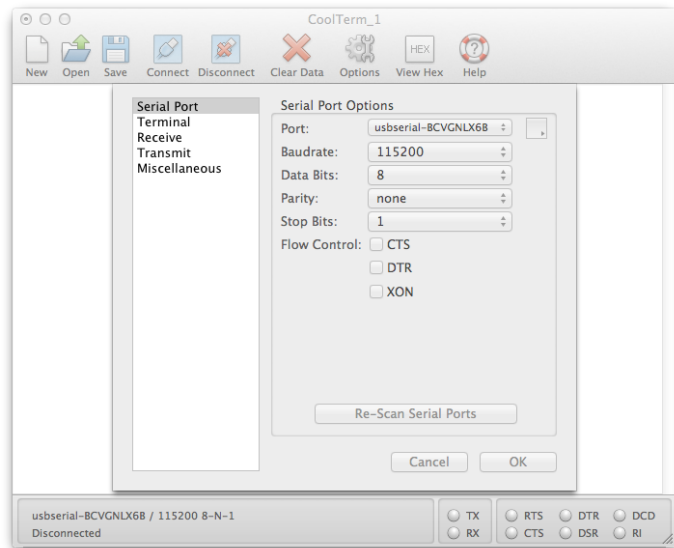 CoolTerm_1
New Open Save Connect Disconnect Clear Data Options View Hex Help
HEX
Serial Port
Terminal
Receive
Transmit
Miscellaneous
Serial Port Options
Port: usbserial-BCVGNLX6B
Baudrate: 115200
Data Bits: 8
Parity: none
Stop Bits: 1
Flow Control: CTS
DTR
XON
Re-Scan Serial Ports
Cancel OK
usbserial-BCVGNLX6B / 115200 8-N-1
Disconnected
TX RTS DTR DCD
RX CTS DSR RI